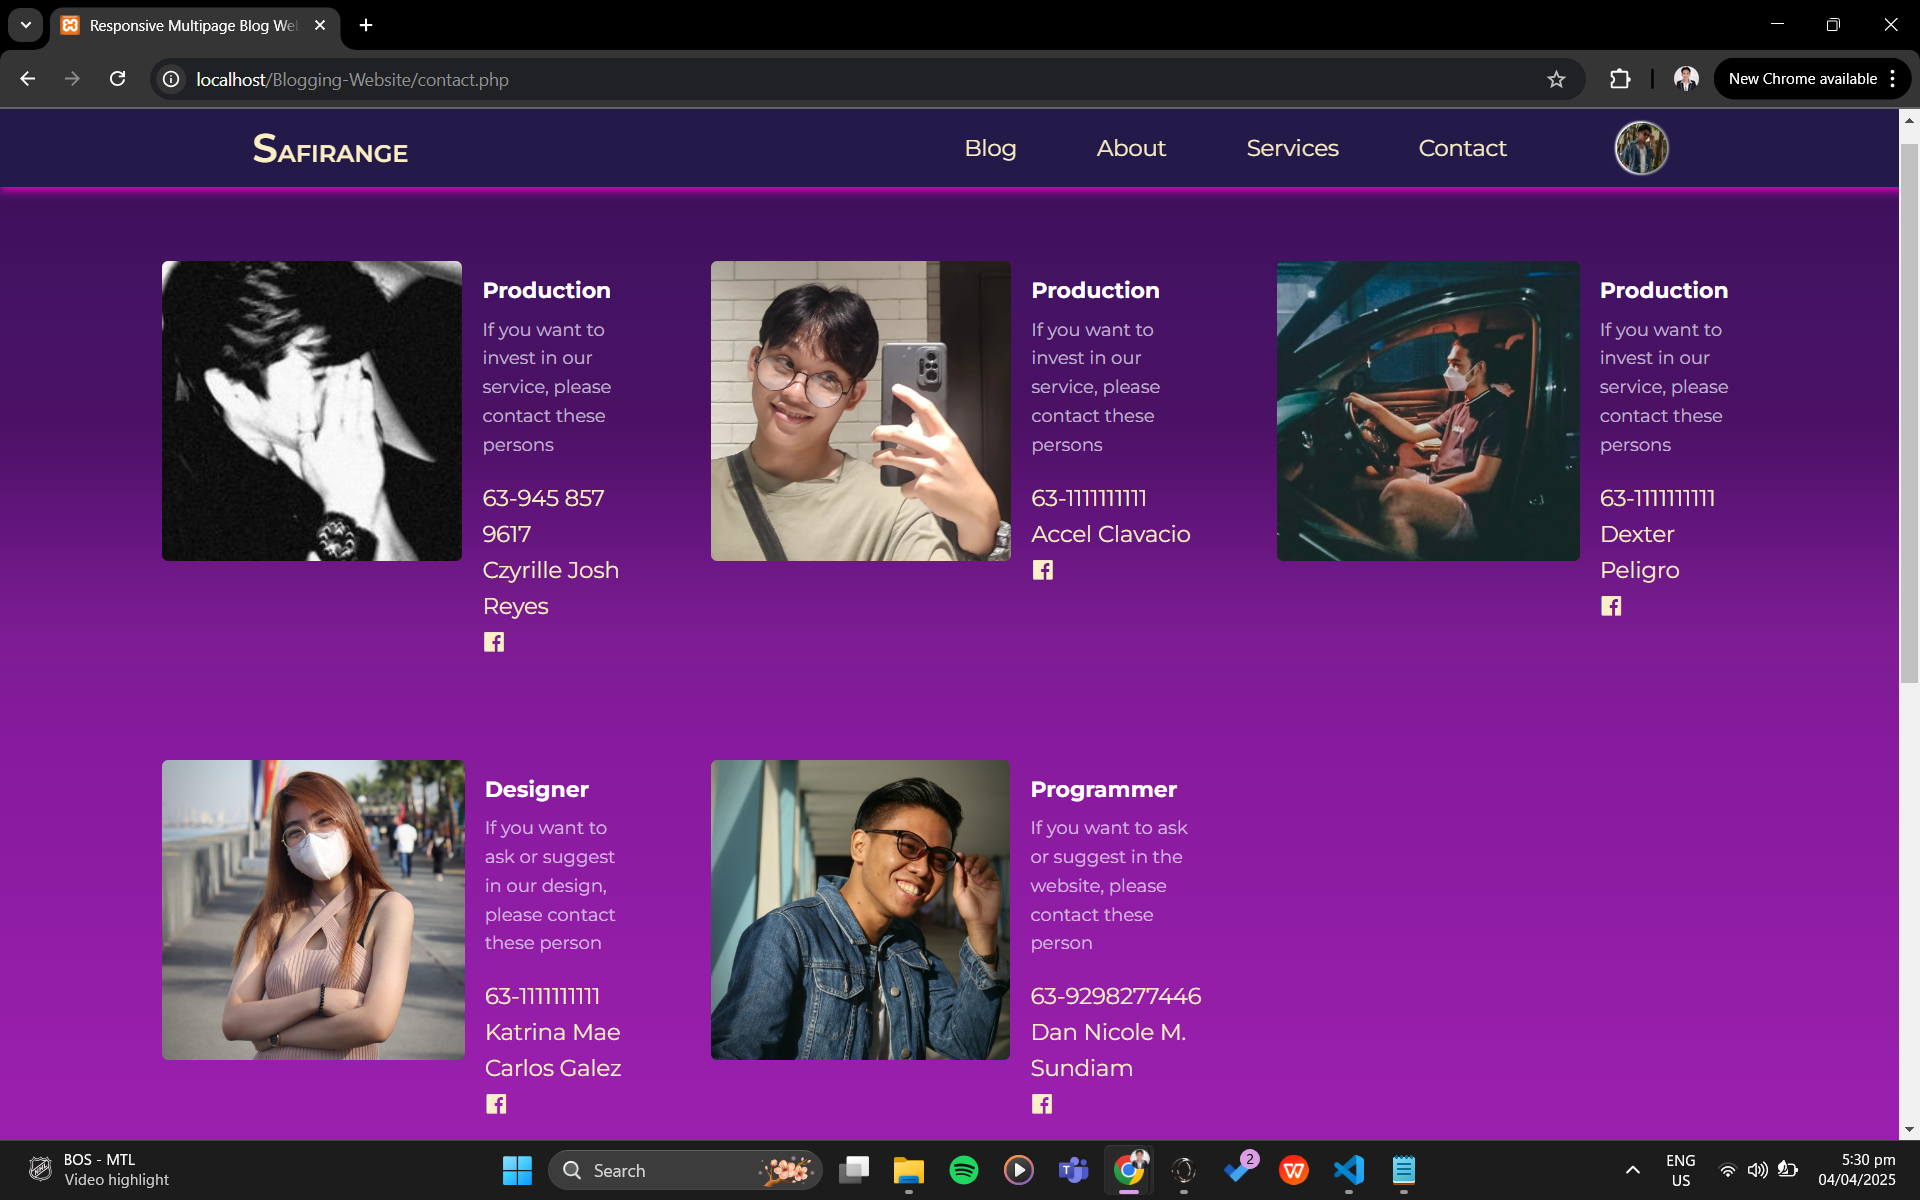 Responsive Multipage Blog We
localhost/Blogging-Website/contact.php
New Chrome available
SAFIRANGE
Blog
About
Services
Contact
Production
If you want to
invest in our
service, please
contact these
persons
63-945 857
9617
Czyrille Josh
Reyes
Production
If you want to
invest in our
service, please
contact these
persons
63-1111111111
Accel Clavacio
Production
If you want to
invest in our
service, please
contact these
persons
63-1111111111
Dexter
Peligro
Designer
If you want to
ask or suggest
in our design,
please contact
these person
63-1111111111
Katrina Mae
Carlos Galez
Programmer
If you want to ask
or suggest in the
website, please
contact these
person
63-9298277446
Dan Nicole M.
Sundiam
BOS - MTL
Video highlight
Search
2
ENG
US
5:30 pm
04/04/2025